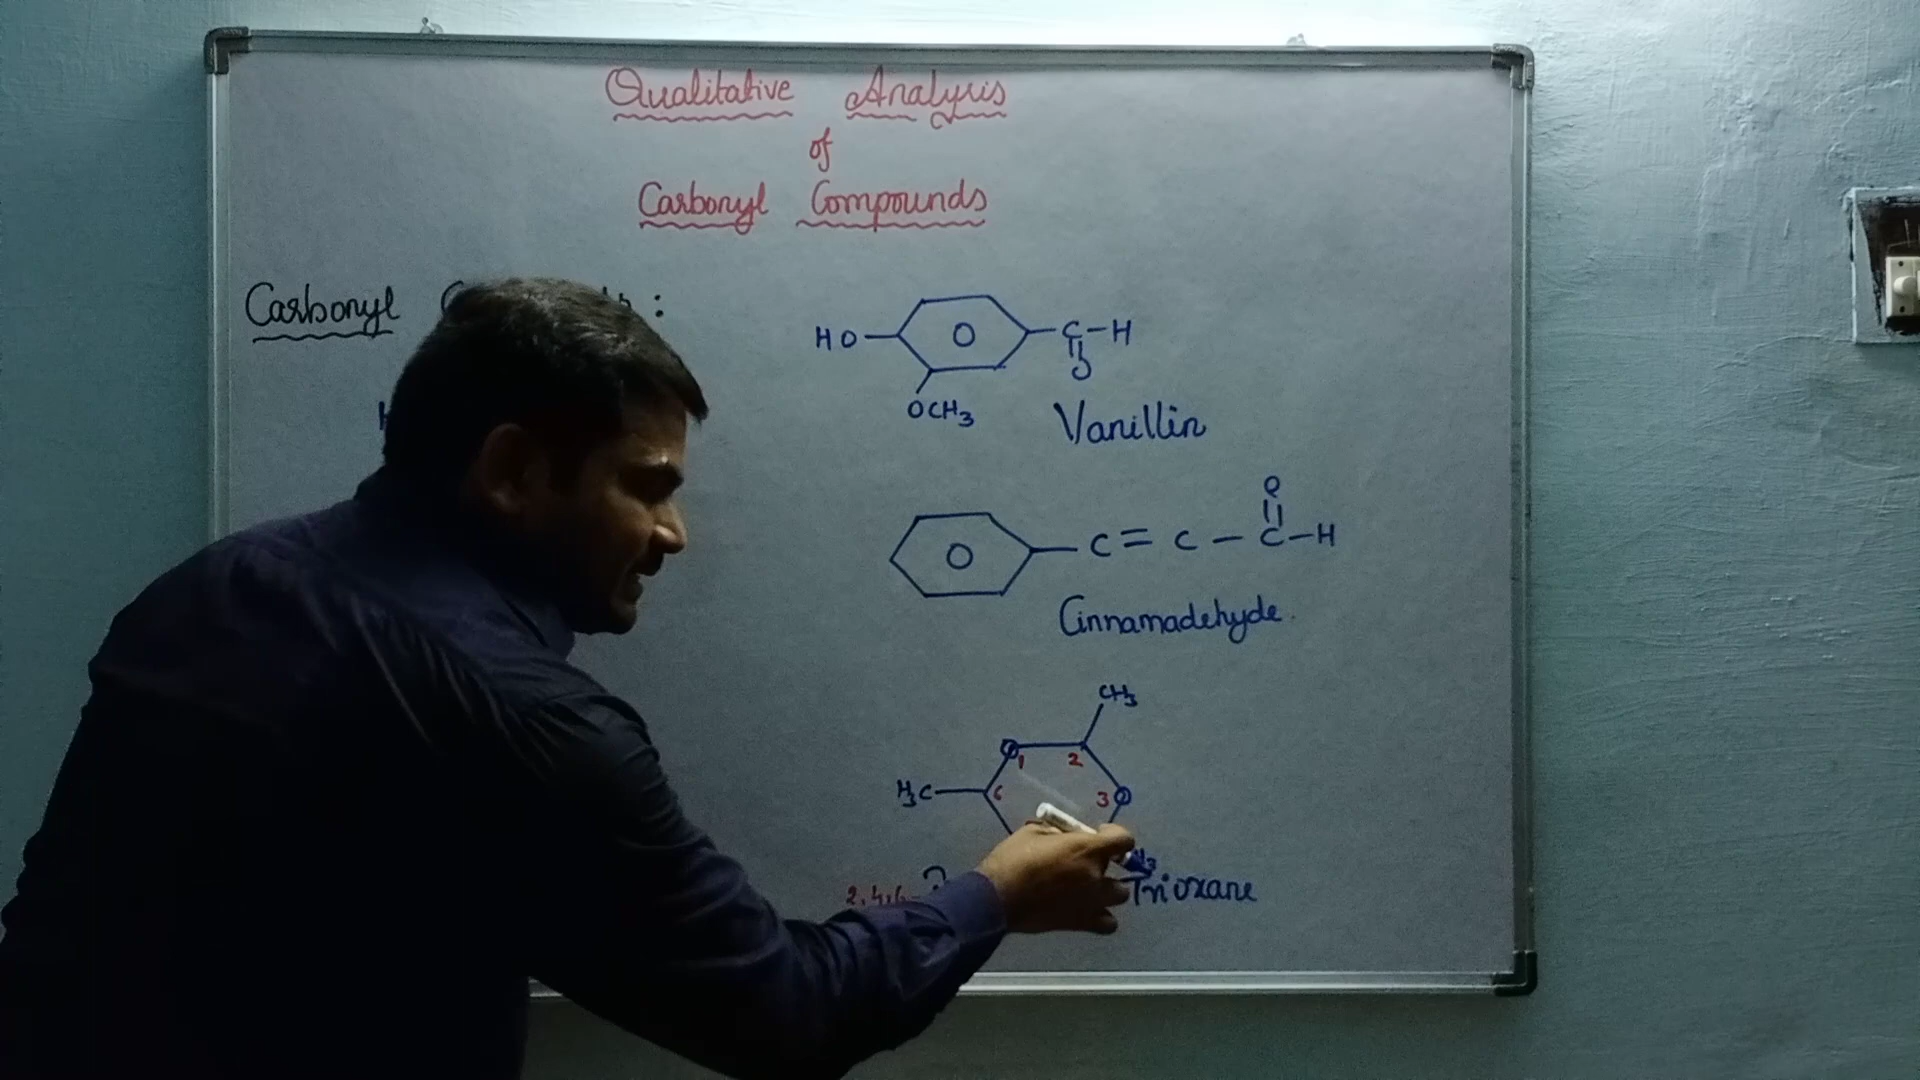 Qualitative Analysis
of
Carbonyl Compounds
Carbonyl :
HO C-H
O
OCH3
Vanillin
O
C = C - C-H
Cinnamadehyde.
CH3
1 2
H3C 6 3
2,4,6- Trioxane